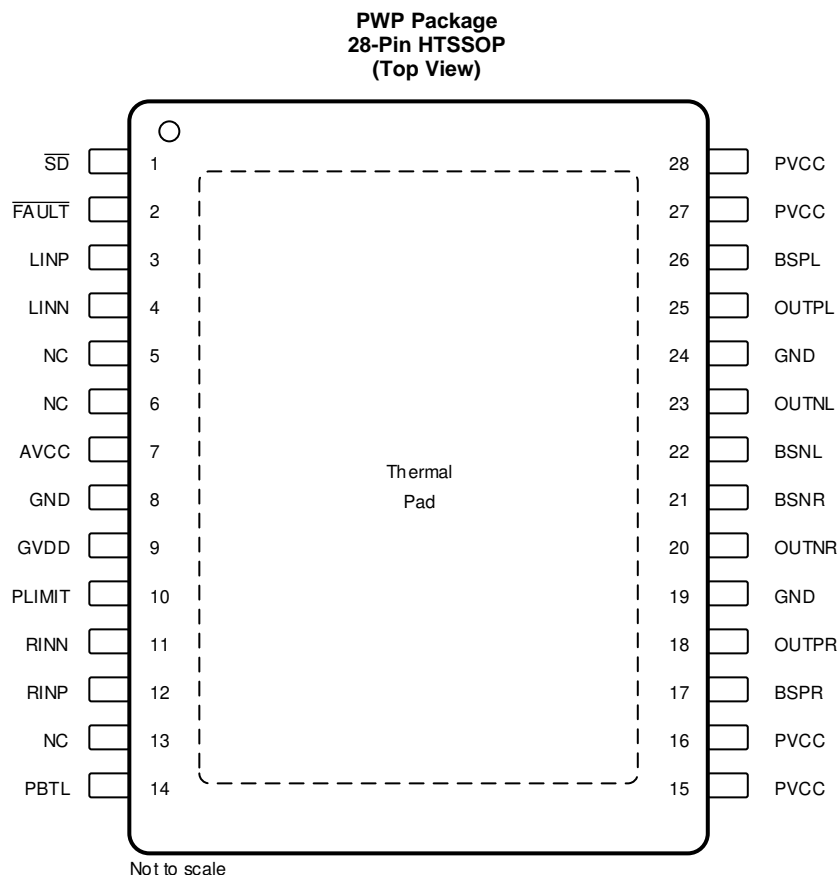 PWP Package
28-Pin HTSSOP
(Top View)
SD 1 28 PVCC
FAULT 2 27 PVCC
LINP 3 26 BSPL
LINN 4 25 OUTPL
NC 5 24 GND
NC 6 23 OUTNL
AVCC 7 22 BSNL
Thermal
Pad
GND 8 21 BSNR
GVDD 9 20 OUTNR
PLIMIT 10 19 GND
RINN 11 18 OUTPR
RINP 12 17 BSPR
NC 13 16 PVCC
PBTL 14 15 PVCC
Not to scale